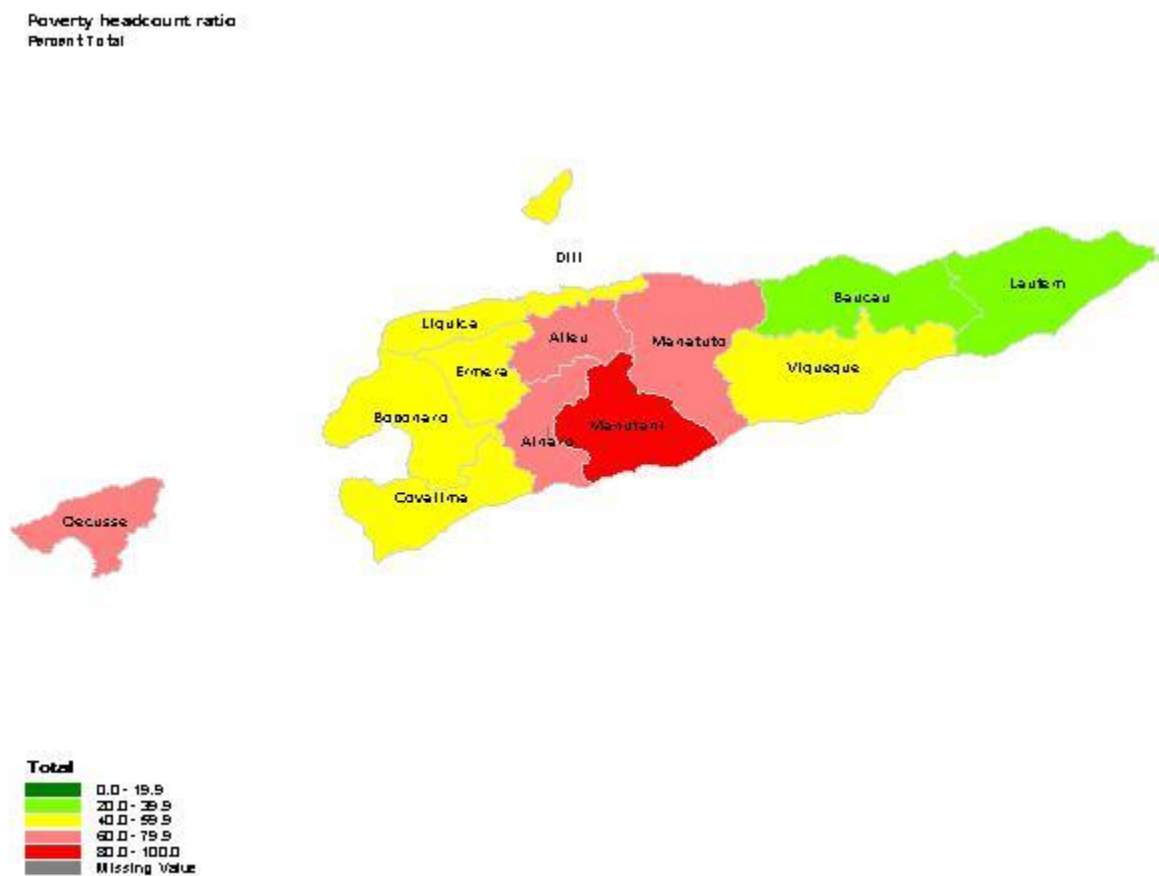 Poverty headcount ratio
Percent Total
Dili
Lautem
Baucau
Liquica
Aileu
Manatuto
Ermera
Viqueque
Bobonaro
Manufahi
Ainaro
Covalima
Oecusse
Total
0.0 - 19.9
20.0 - 39.9
40.0 - 59.9
60.0 - 79.9
80.0 - 100.0
Missing Value